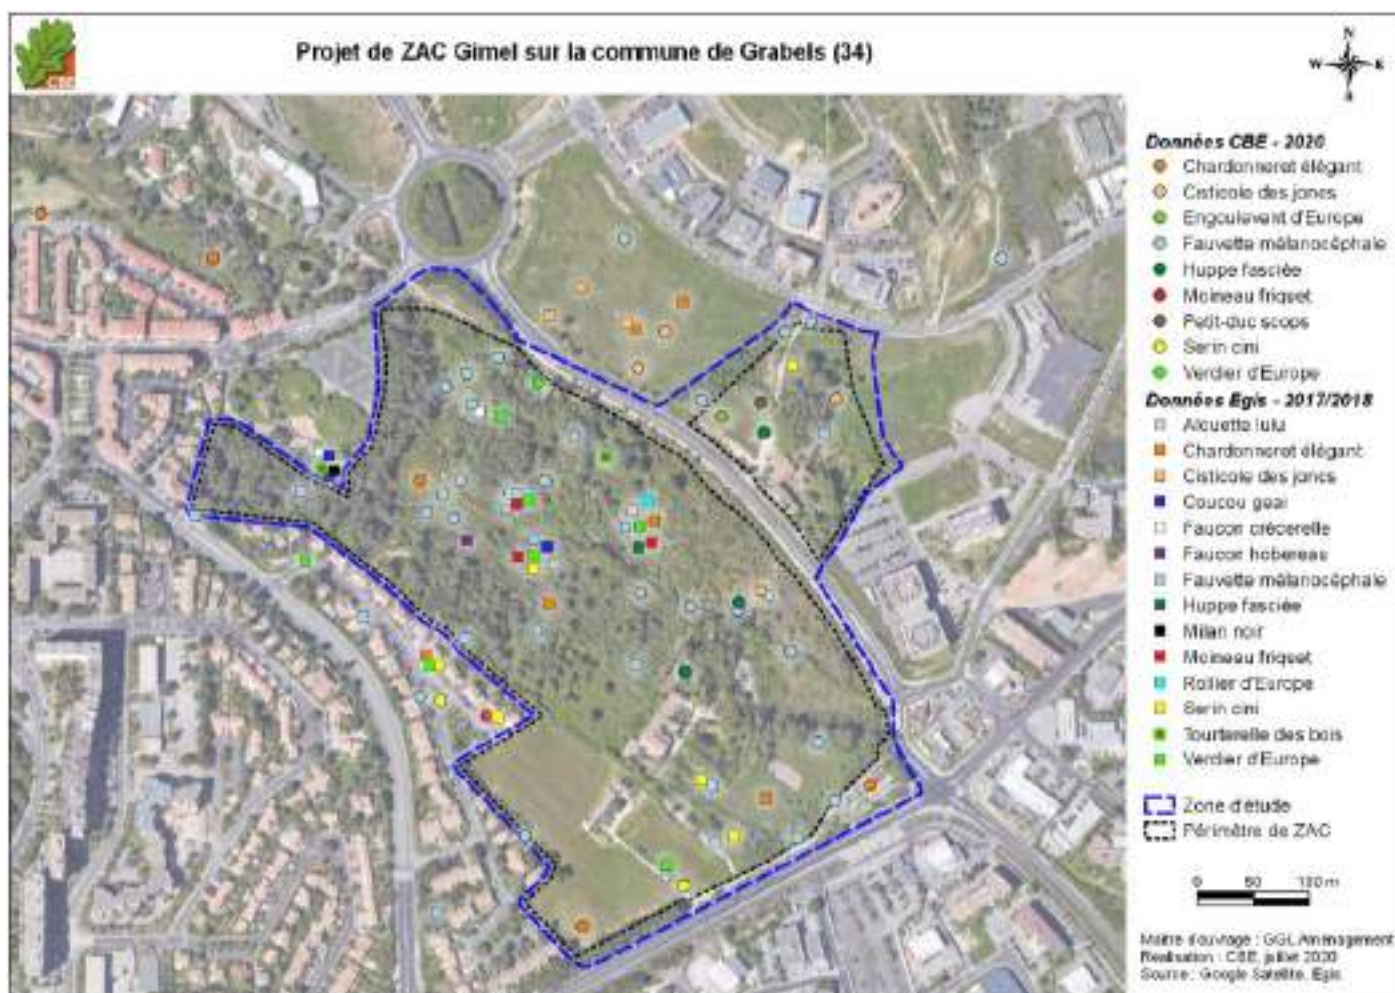 Projet de ZAC Gimel sur la commune de Grabels (34)
CBE
N
W E
S
Données CBE - 2020
Chardonneret élégant
Cisticole des joncs
Engoulevent d'Europe
Fauvette mélanocéphale
Huppe fasciée
Moineau friquet
Petit-duc scops
Serin cini
Verdier d'Europe
Données Egis - 2017/2018
Alouette lulu
Chardonneret élégant
Cisticole des joncs
Coucou geai
Faucon crécerelle
Faucon hobereau
Fauvette mélanocéphale
Huppe fasciée
Milan noir
Moineau friquet
Rollier d'Europe
Serin cini
Tourterelle des bois
Verdier d'Europe
Zone d'étude
Périmètre de ZAC
0 50 100 m
Maître d'ouvrage : GGL Aménagement
Réalisation : CBE, juillet 2020
Source : Google Satellite, Egis